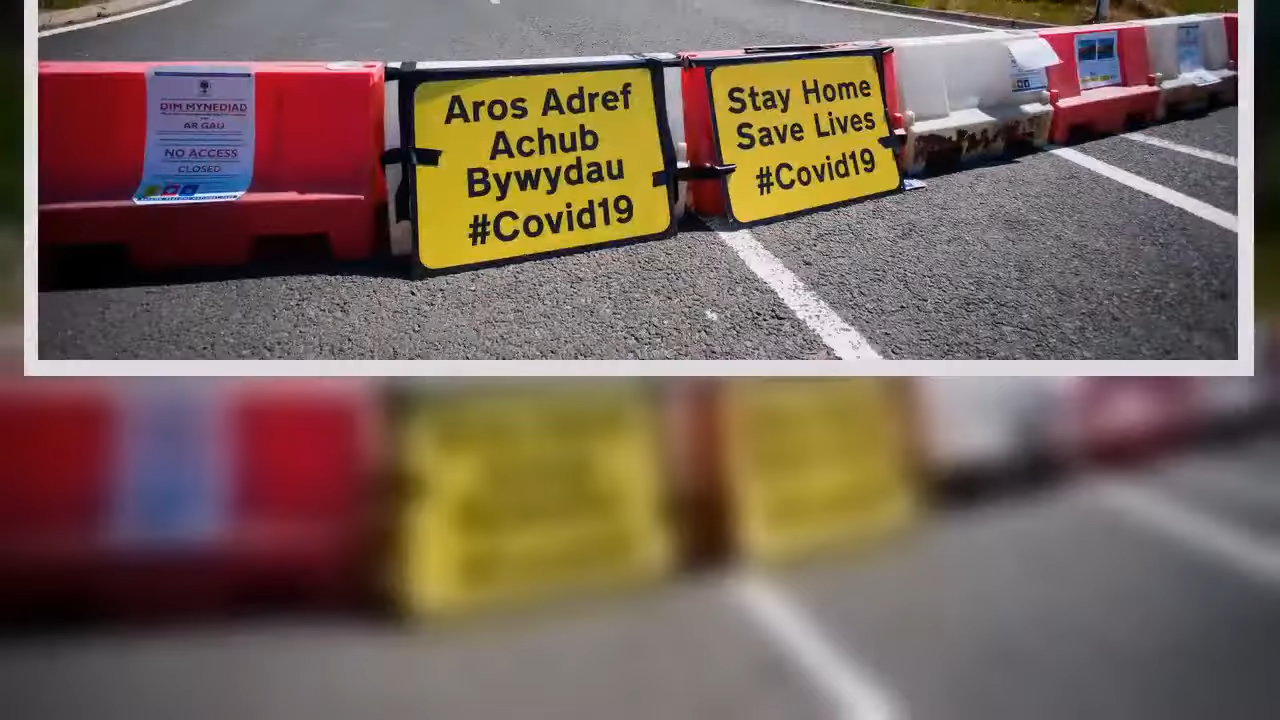 DIM MYNEDIAD
AR GAU
NO ACCESS
CLOSED
Aros Adref
Achub
Bywydau
#Covid19
Stay Home
Save Lives
#Covid19